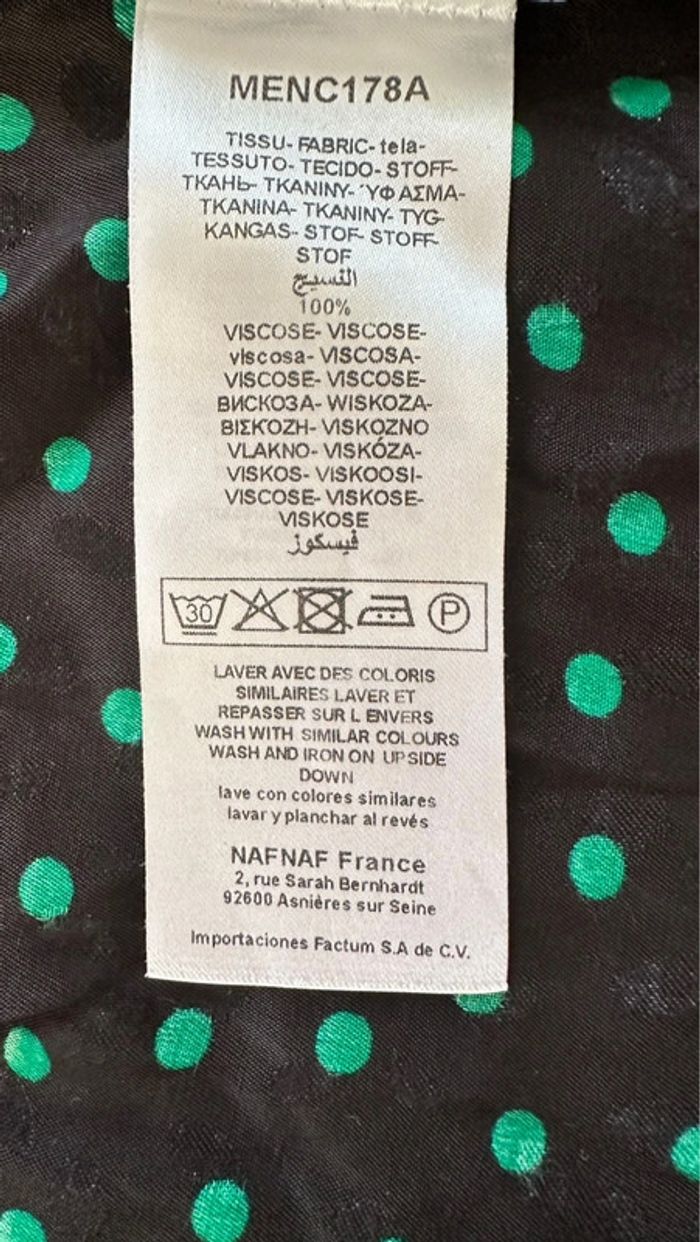 MENC178A
TISSU- FABRIC- tela-
TESSUTO- TECIDO- STOFF-
ТКАНЬ- TKANINY- ΎΦΑΣΜΑ-
TKANINA- TKANINY- TYG-
KANGAS- STOF- STOFF-
STOF
النسيج
100%
VISCOSE- VISCOSE-
viscosa- VISCOSA-
VISCOSE- VISCOSE-
ВИСКОЗА- WISKOZA-
ΒΙΣΚΌΖΗ- VISKOZNO
VLAKNO- VISKÓZA-
VISKOS- VISKOOSI-
VISCOSE- VISKOSE-
VISKOSE
فيسكوز
30 P
LAVER AVEC DES COLORIS
SIMILAIRES LAVER ET
REPASSER SUR L ENVERS
WASH WITH SIMILAR COLOURS
WASH AND IRON ON UPSIDE
DOWN
lave con colores similares
lavar y planchar al revés
NAFNAF France
2, rue Sarah Bernhardt
92600 Asnières sur Seine
Importaciones Factum S.A de C.V.